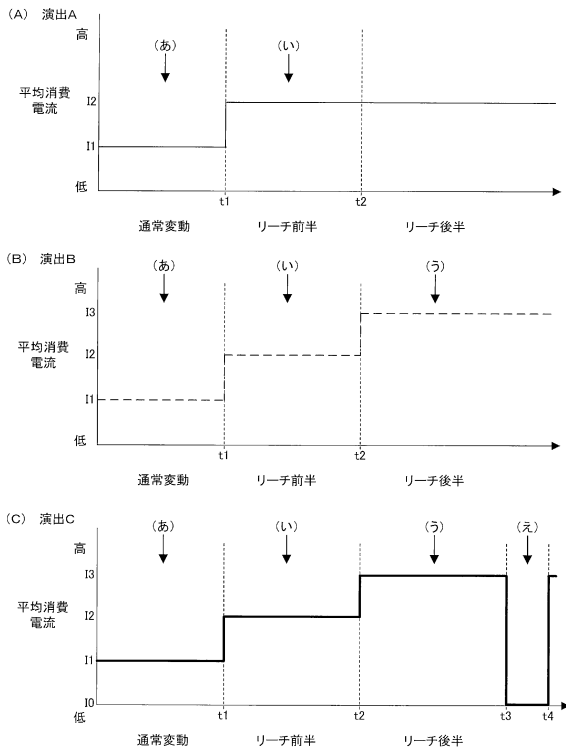 (A) 演出A
高
(あ)
(い)
平均消費
電流
I2
I1
低
t1
t2
通常変動
リーチ前半
リーチ後半
(B) 演出B
高
(あ)
(い)
(う)
I3
平均消費
電流
I2
I1
低
t1
t2
通常変動
リーチ前半
リーチ後半
(C) 演出C
高
(あ)
(い)
(う)
(え)
I3
平均消費
電流
I2
I1
I0
低
t1
t2
t3
t4
通常変動
リーチ前半
リーチ後半